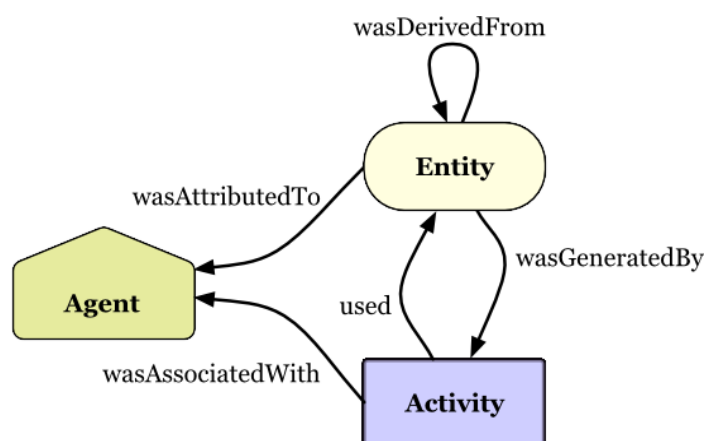 wasDerivedFrom
Entity
wasAttributedTo
wasGeneratedBy
Agent
used
wasAssociatedWith
Activity